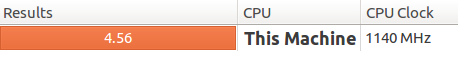 Results CPU CPU Clock
4.56 This Machine 1140 MHz